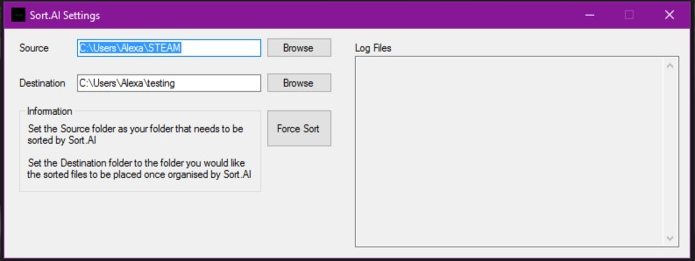 Sort.AI Settings
Source
C:\Users\Alexa\STEAM
Browse
Log Files
Destination
C:\Users\Alexa\testing
Browse
Information
Set the Source folder as your folder that needs to be
sorted by Sort.AI
Set the Destination folder to the folder you would like
the sorted files to be placed once organised by Sort.AI
Force Sort